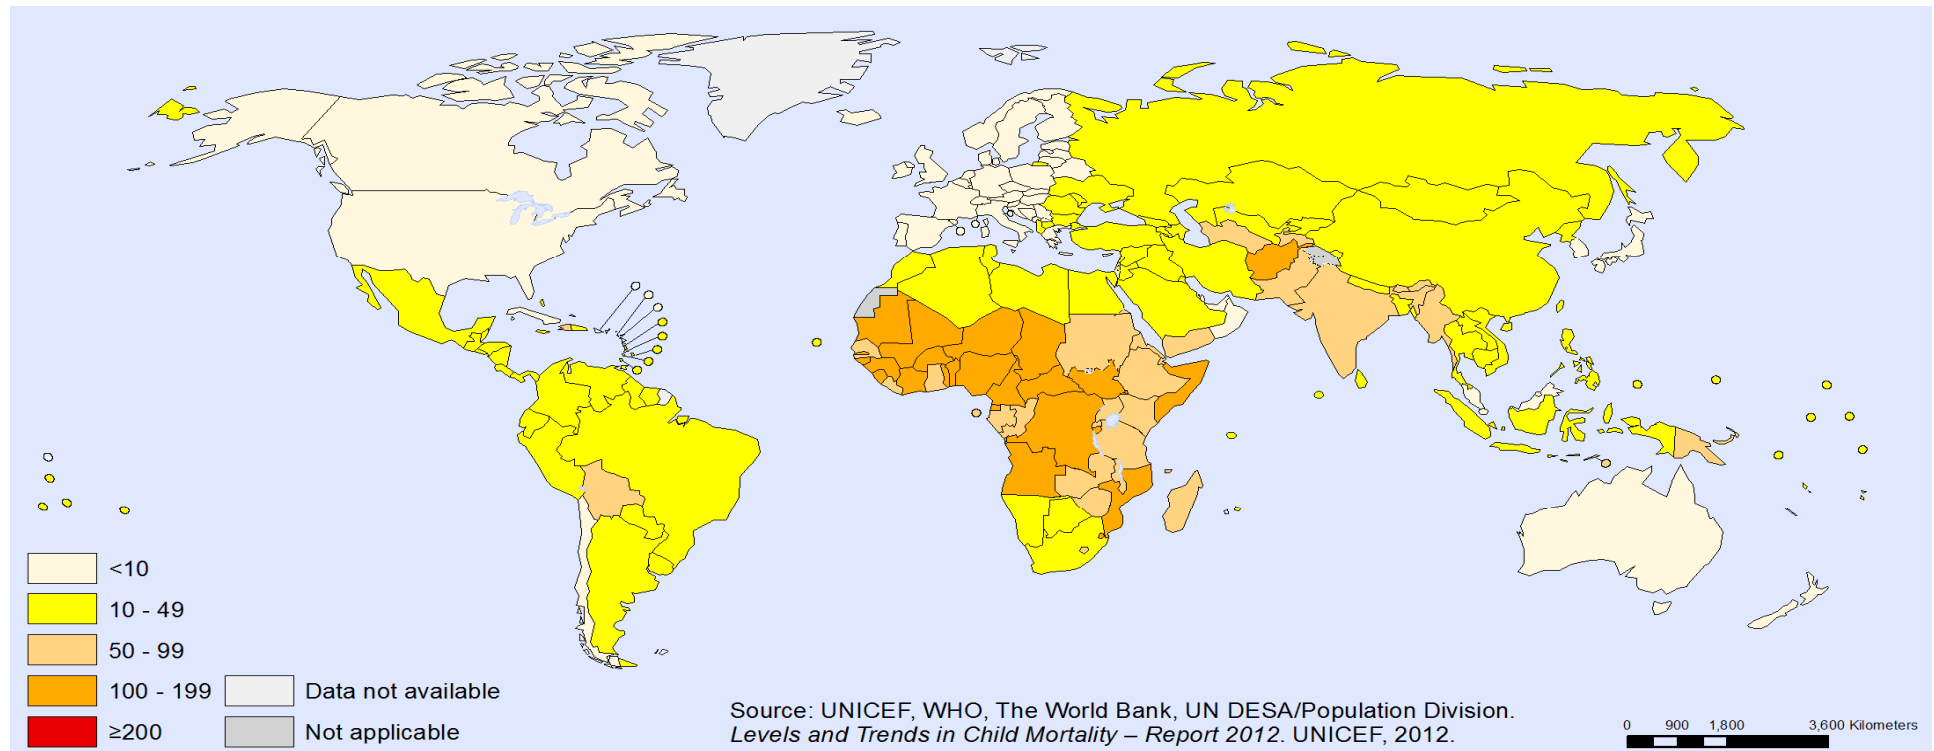 <10
10 - 49
50 - 99
100 - 199
≥200
Data not available
Not applicable
Source: UNICEF, WHO, The World Bank, UN DESA/Population Division.
Levels and Trends in Child Mortality – Report 2012. UNICEF, 2012.
0 900 1,800 3,600 Kilometers